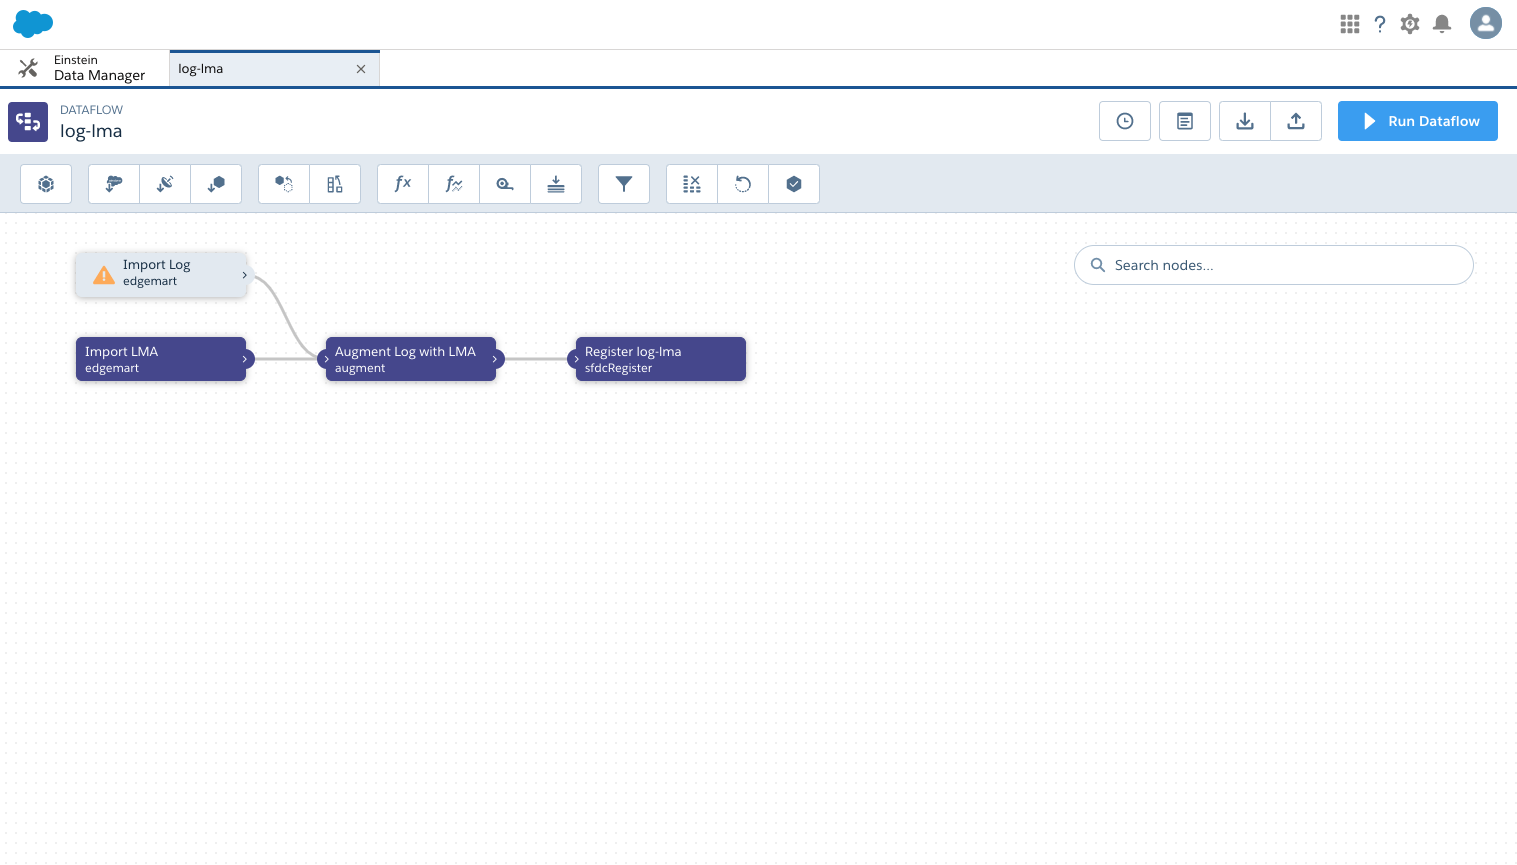 Einstein
Data Manager
log-lma
DATAFLOW
log-lma
Run Dataflow
fx
f
Import Log
edgemart
Search nodes...
Import LMA
edgemart
Augment Log with LMA
augment
Register log-lma
sfdcRegister